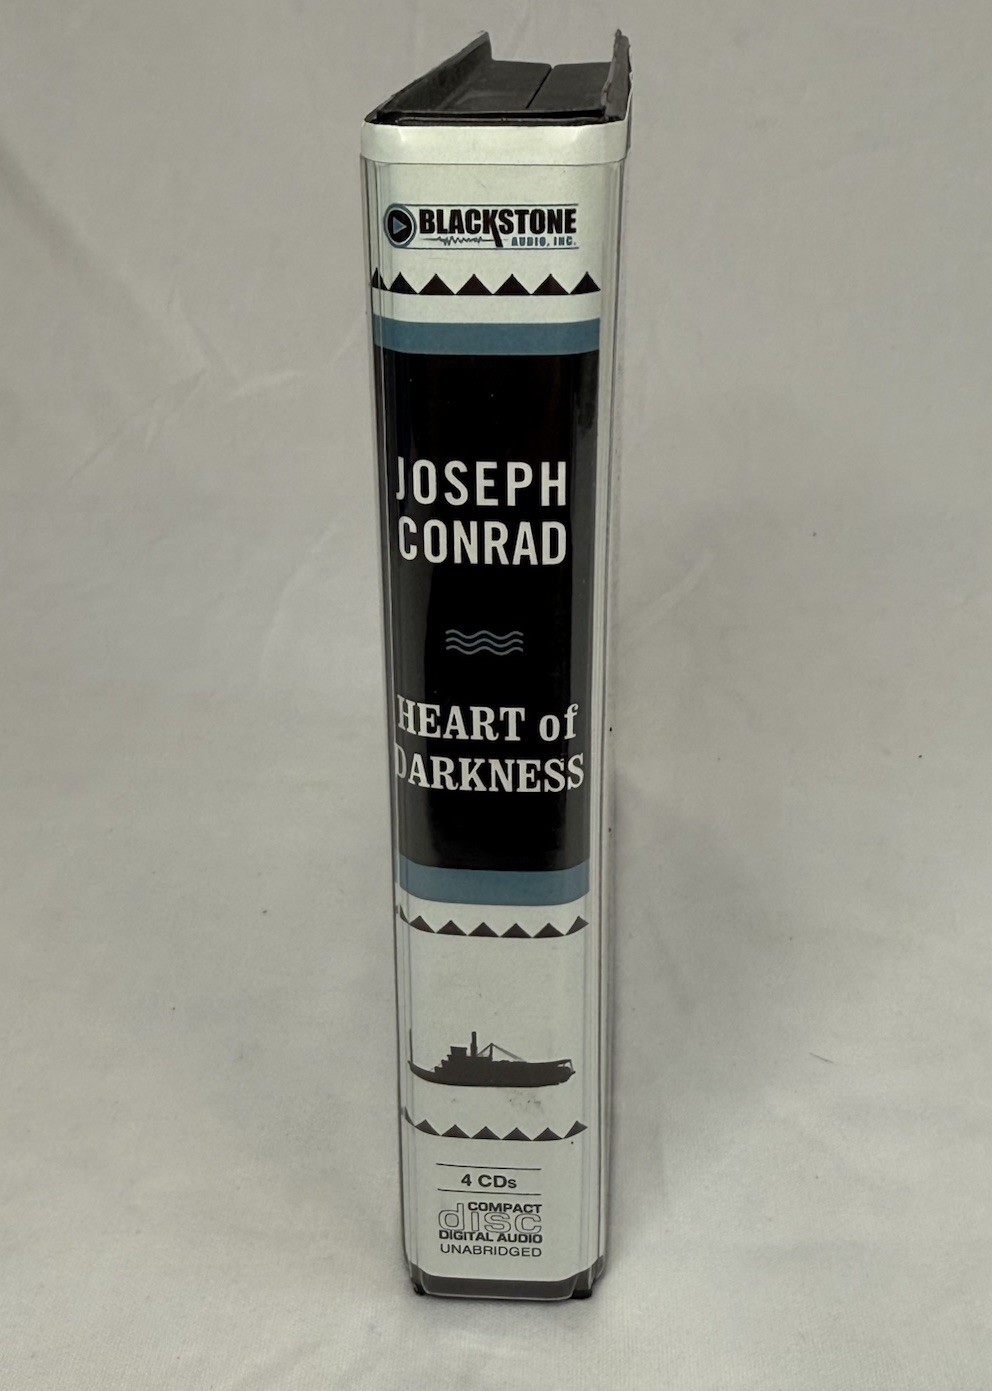 BLACKSTONE
AUDIO, INC.
JOSEPH
CONRAD
HEART of
DARKNESS
4 CDs
COMPACT
disc
DIGITAL AUDIO
UNABRIDGED